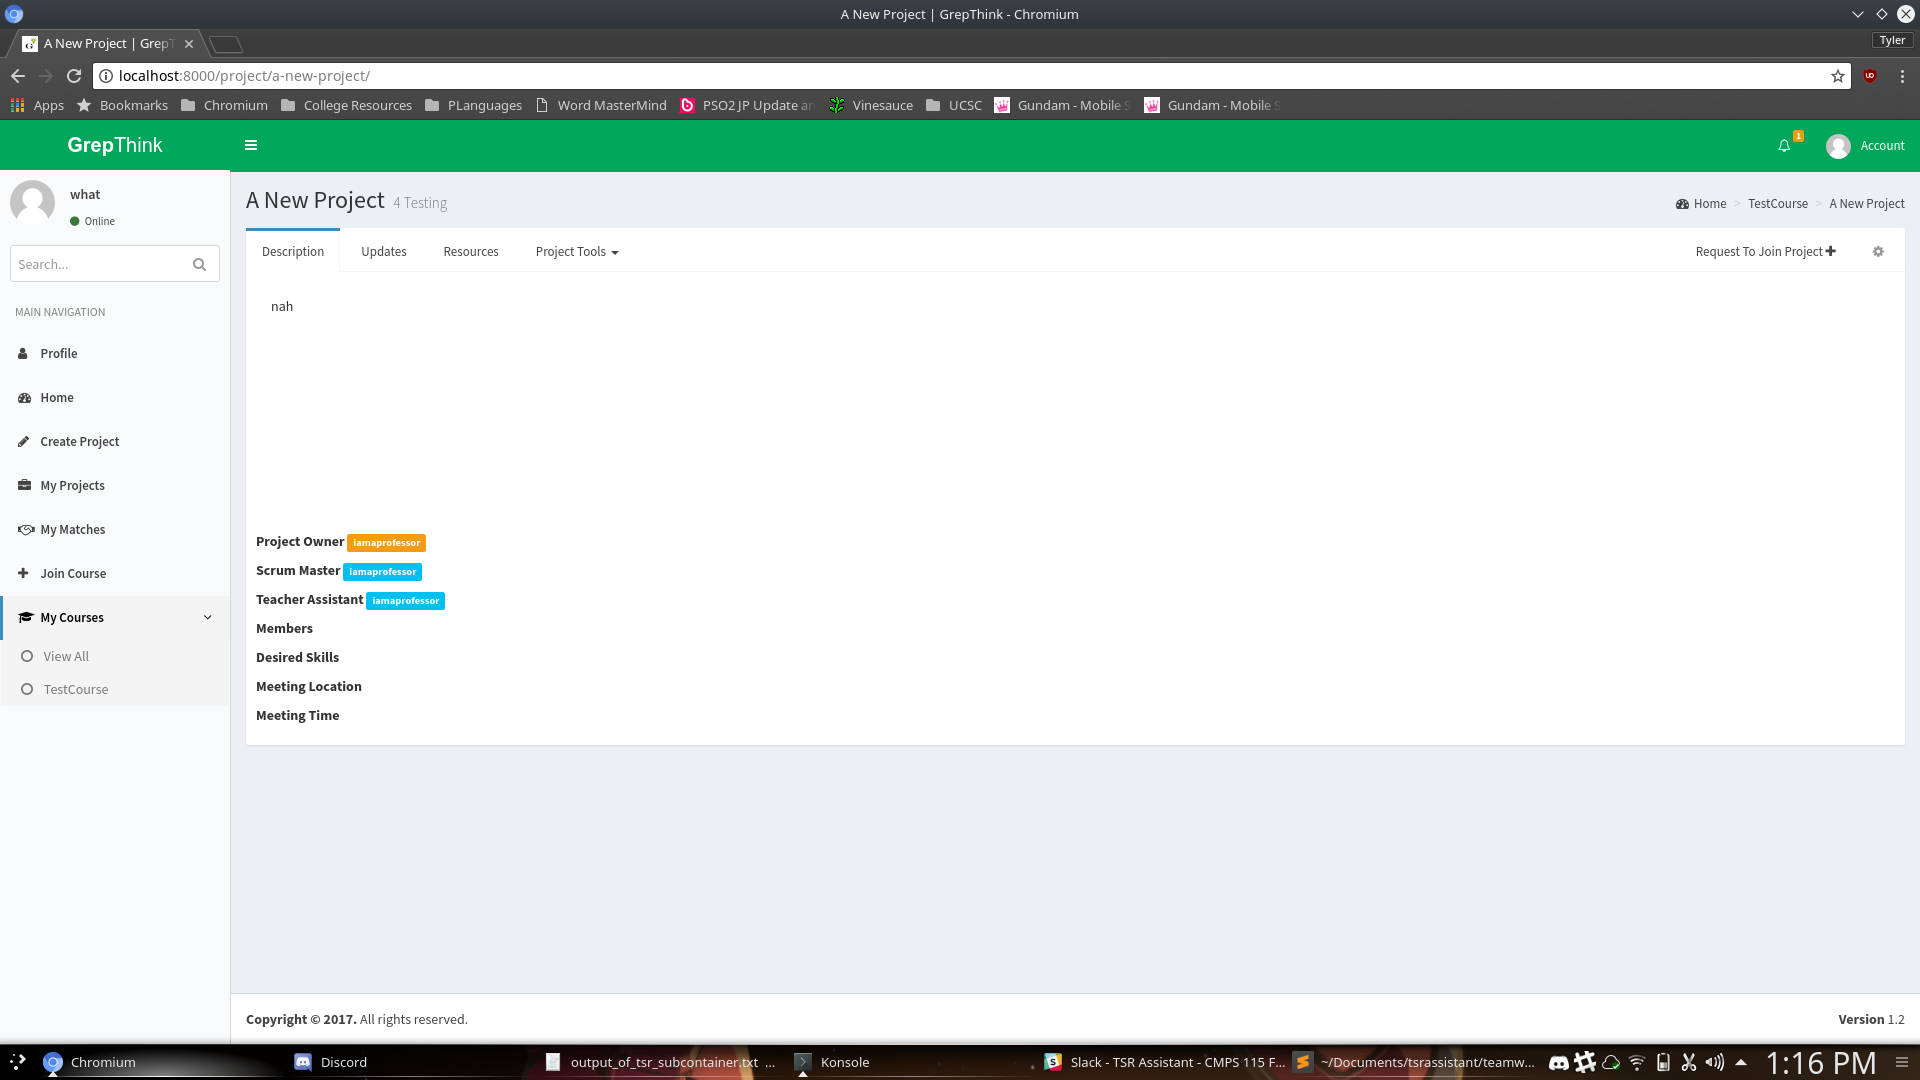 A New Project | GrepThink - Chromium
A New Project | GrepT
Tyler
localhost:8000/project/a-new-project/
Apps Bookmarks Chromium College Resources PLanguages Word MasterMind PSO2 JP Update an Vinesauce UCSC Gundam - Mobile S Gundam - Mobile S
GrepThink
1
Account
what
Online
Search...
MAIN NAVIGATION
Profile
Home
Create Project
My Projects
My Matches
Join Course
My Courses
View All
TestCourse
A New Project 4 Testing
Home > TestCourse > A New Project
Description Updates Resources Project Tools Request To Join Project
nah
Project Owner iamaprofessor
Scrum Master iamaprofessor
Teacher Assistant iamaprofessor
Members
Desired Skills
Meeting Location
Meeting Time
Copyright © 2017. All rights reserved.
Version 1.2
Chromium Discord output_of_tsr_subcontainer.txt ... Konsole Slack - TSR Assistant - CMPS 115 F... ~/Documents/tsrassistant/teamw... 1:16 PM